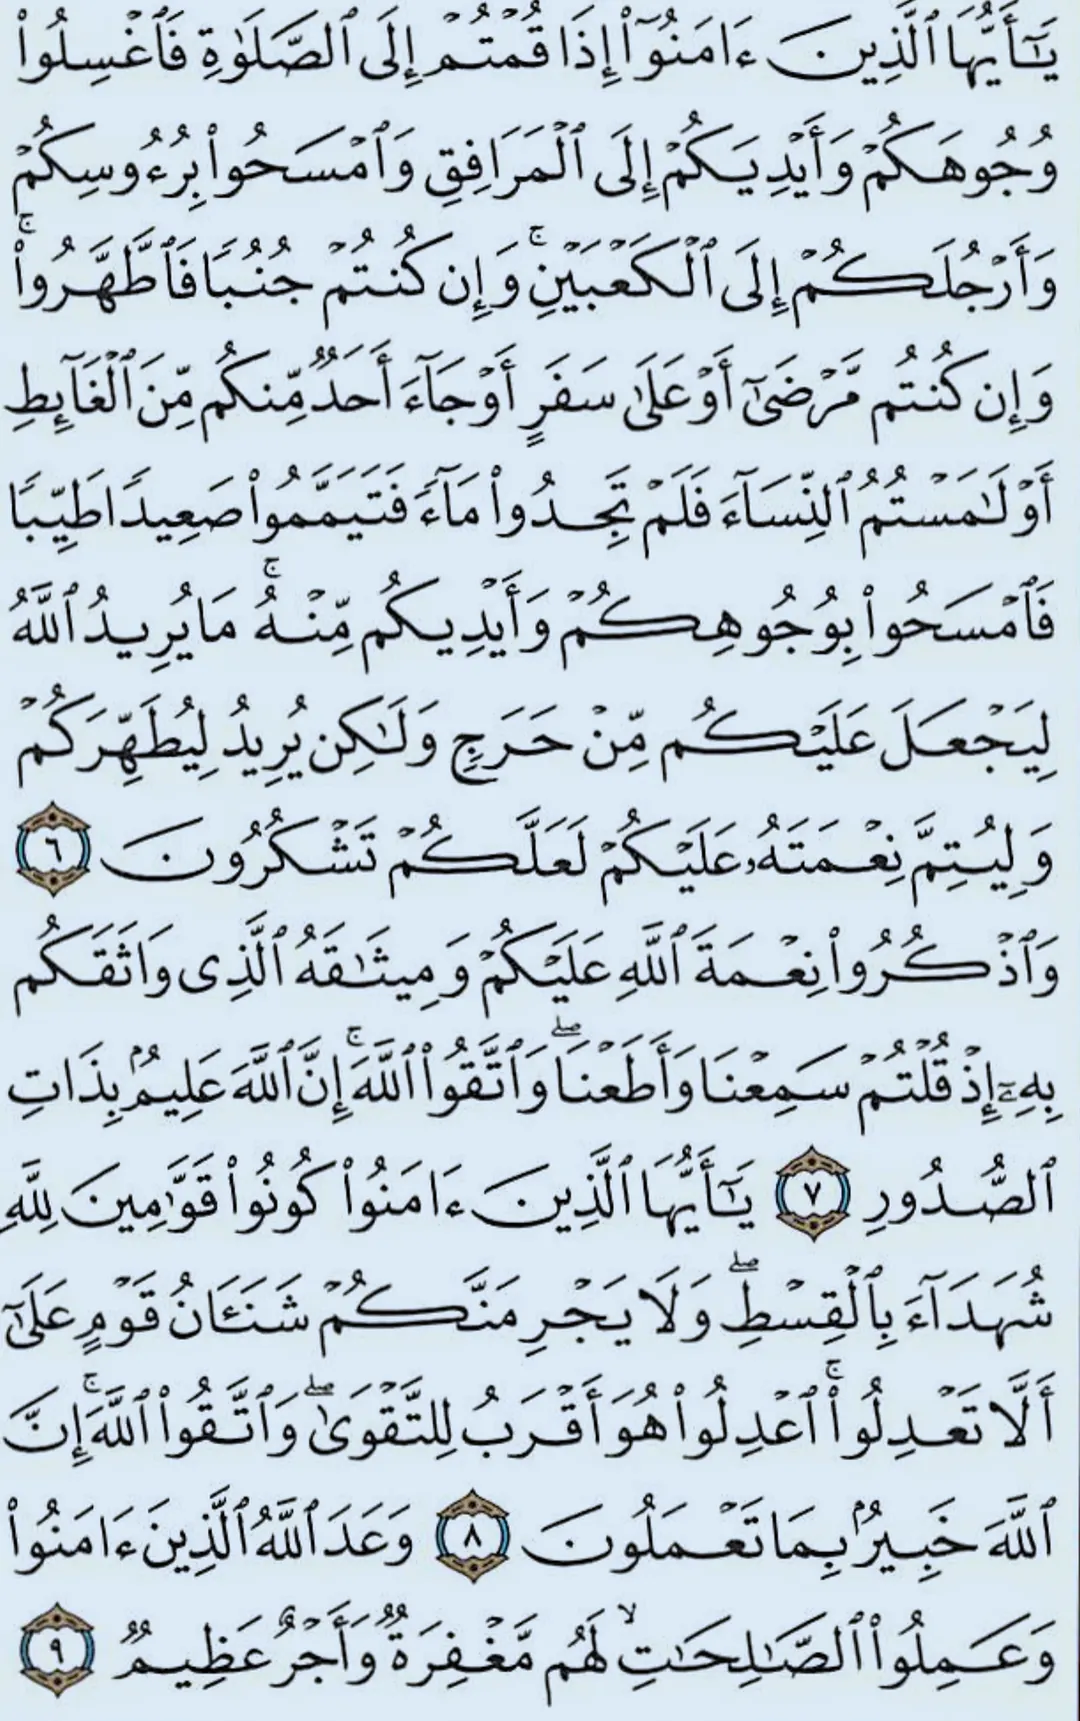 يَٰٓأَيُّهَا ٱلَّذِينَ ءَامَنُوٓاْ إِذَا قُمۡتُمۡ إِلَى ٱلصَّلَوٰةِ فَٱغۡسِلُواْ
وُجُوهَكُمۡ وَأَيۡدِيَكُمۡ إِلَى ٱلۡمَرَافِقِ وَٱمۡسَحُواْ بِرُءُوسِكُمۡ
وَأَرۡجُلَكُمۡ إِلَى ٱلۡكَعۡبَيۡنِۚ وَإِن كُنتُمۡ جُنُبٗا فَٱطَّهَّرُواْۚ
وَإِن كُنتُم مَّرۡضَىٰٓ أَوۡ عَلَىٰ سَفَرٍ أَوۡ جَآءَ أَحَدٞ مِّنكُم مِّنَ ٱلۡغَآئِطِ
أَوۡ لَٰمَسۡتُمُ ٱلنِّسَآءَ فَلَمۡ تَجِدُواْ مَآءٗ فَتَيَمَّمُواْ صَعِيدٗا طَيِّبٗا
فَٱمۡسَحُواْ بِوُجُوهِكُمۡ وَأَيۡدِيكُم مِّنۡهُۚ مَا يُرِيدُ ٱللَّهُ
لِيَجۡعَلَ عَلَيۡكُم مِّنۡ حَرَجٖ وَلَٰكِن يُرِيدُ لِيُطَهِّرَكُمۡ
وَلِيُتِمَّ نِعۡمَتَهُۥ عَلَيۡكُمۡ لَعَلَّكُمۡ تَشۡكُرُونَ ٦
وَٱذۡكُرُواْ نِعۡمَةَ ٱللَّهِ عَلَيۡكُمۡ وَمِيثَٰقَهُ ٱلَّذِي وَاثَقَكُم
بِهِۦٓ إِذۡ قُلۡتُمۡ سَمِعۡنَا وَأَطَعۡنَاۖ وَٱتَّقُواْ ٱللَّهَۚ إِنَّ ٱللَّهَ عَلِيمُۢ بِذَاتِ
ٱلصُّدُورِ ٧ يَٰٓأَيُّهَا ٱلَّذِينَ ءَامَنُواْ كُونُواْ قَوَّٰمِينَ لِلَّهِ
شُهَدَآءَ بِٱلۡقِسۡطِۖ وَلَا يَجۡرِمَنَّكُمۡ شَنَـَٔانُ قَوۡمٍ عَلَىٰٓ
أَلَّا تَعۡدِلُواْۚ ٱعۡدِلُواْ هُوَ أَقۡرَبُ لِلتَّقۡوَىٰۖ وَٱتَّقُواْ ٱللَّهَۚ إِنَّ
ٱللَّهَ خَبِيرُۢ بِمَا تَعۡمَلُونَ ٨ وَعَدَ ٱللَّهُ ٱلَّذِينَ ءَامَنُواْ
وَعَمِلُواْ ٱلصَّٰلِحَٰتِۙ لَهُم مَّغۡفِرَةٞ وَأَجۡرٌ عَظِيمٞ ٩